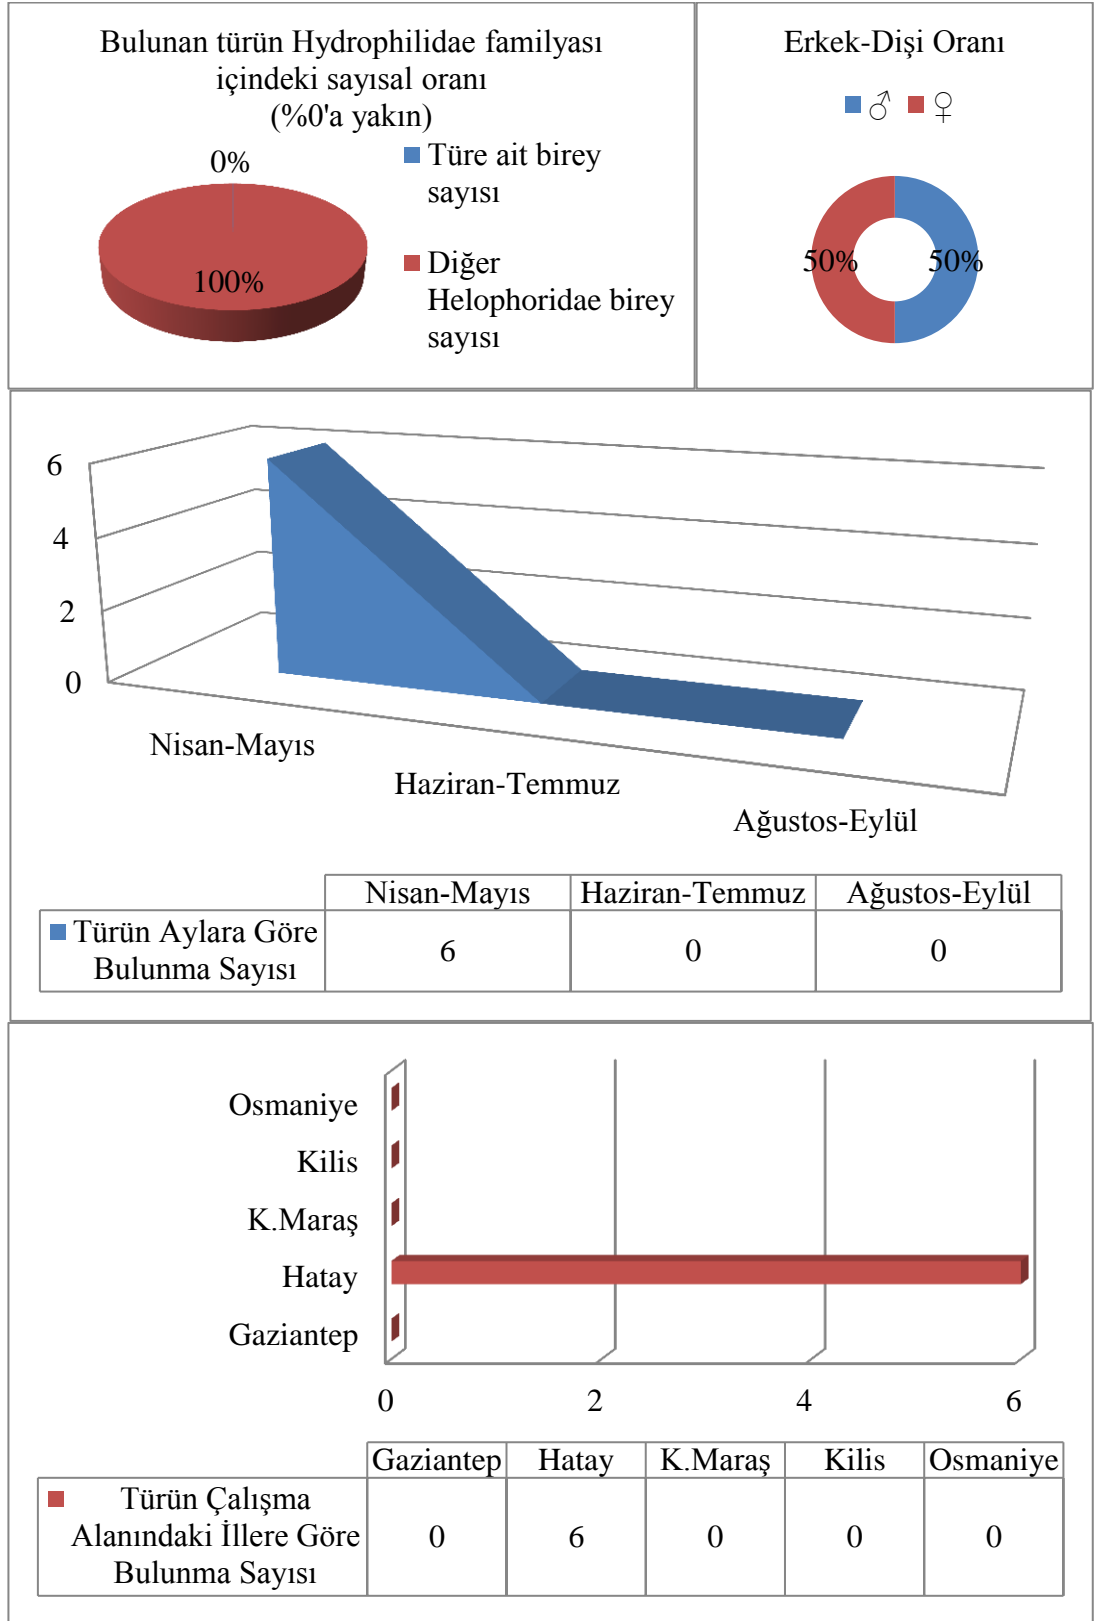 Bulunan türün Hydrophilidae familyası
içindeki sayısal oranı
(%0'a yakın)
0%
100%
Türe ait birey
sayısı
Diğer
Helophoridae birey
sayısı
Erkek-Dişi Oranı
♂ ♀
50% 50%
6
4
2
0
Nisan-Mayıs
Haziran-Temmuz
Ağustos-Eylül
Nisan-Mayıs Haziran-Temmuz Ağustos-Eylül
Türün Aylara Göre
Bulunma Sayısı
6 0 0
Osmaniye
Kilis
K.Maraş
Hatay
Gaziantep
0 2 4 6
Gaziantep Hatay K.Maraş Kilis Osmaniye
Türün Çalışma
Alanındaki İllere Göre
Bulunma Sayısı
0 6 0 0 0